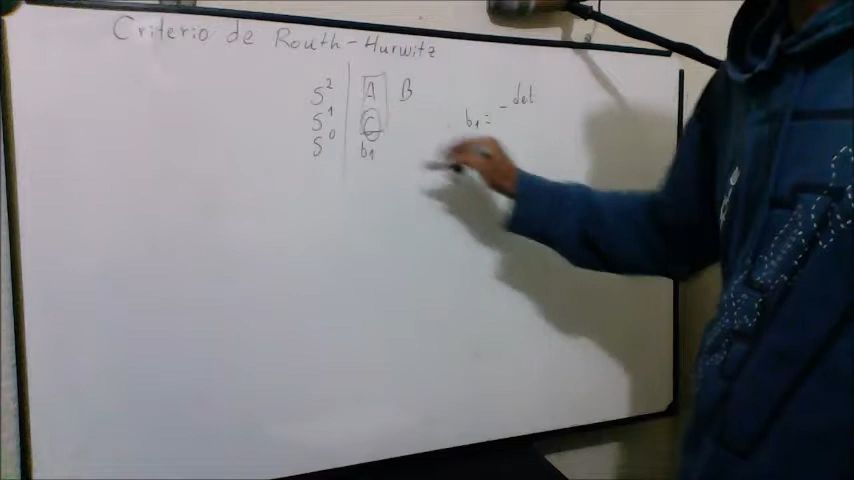 Criterio de Routh-Hurwitz
S² A B
S¹ C
S⁰ b₁
b₁= -det